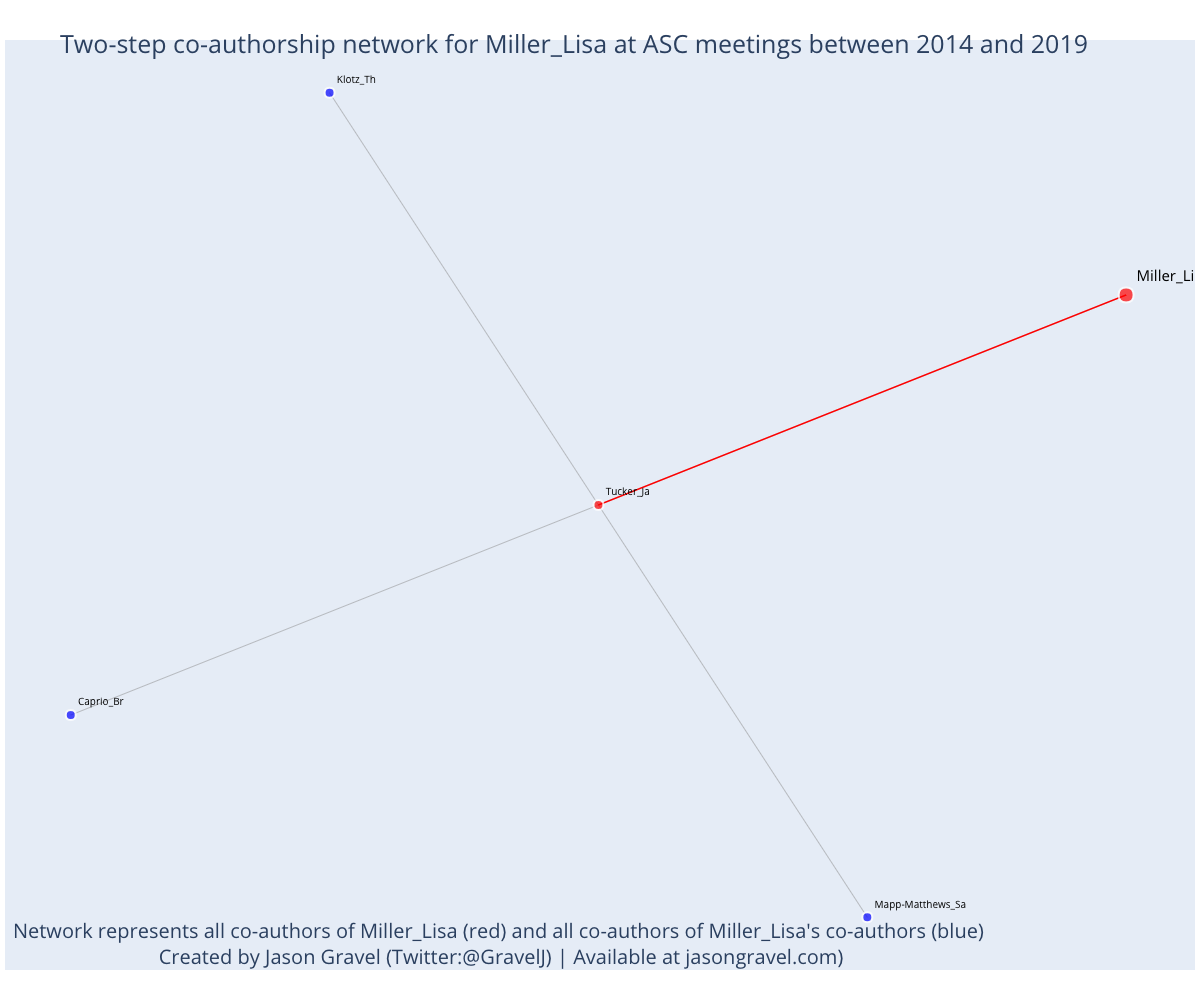 Two-step co-authorship network for Miller_Lisa at ASC meetings between 2014 and 2019
Klotz_Th
Miller_Li
Tucker_Ja
Caprio_Br
Mapp-Matthews_Sa
Network represents all co-authors of Miller_Lisa (red) and all co-authors of Miller_Lisa's co-authors (blue)
Created by Jason Gravel (Twitter:@GravelJ) | Available at jasongravel.com)